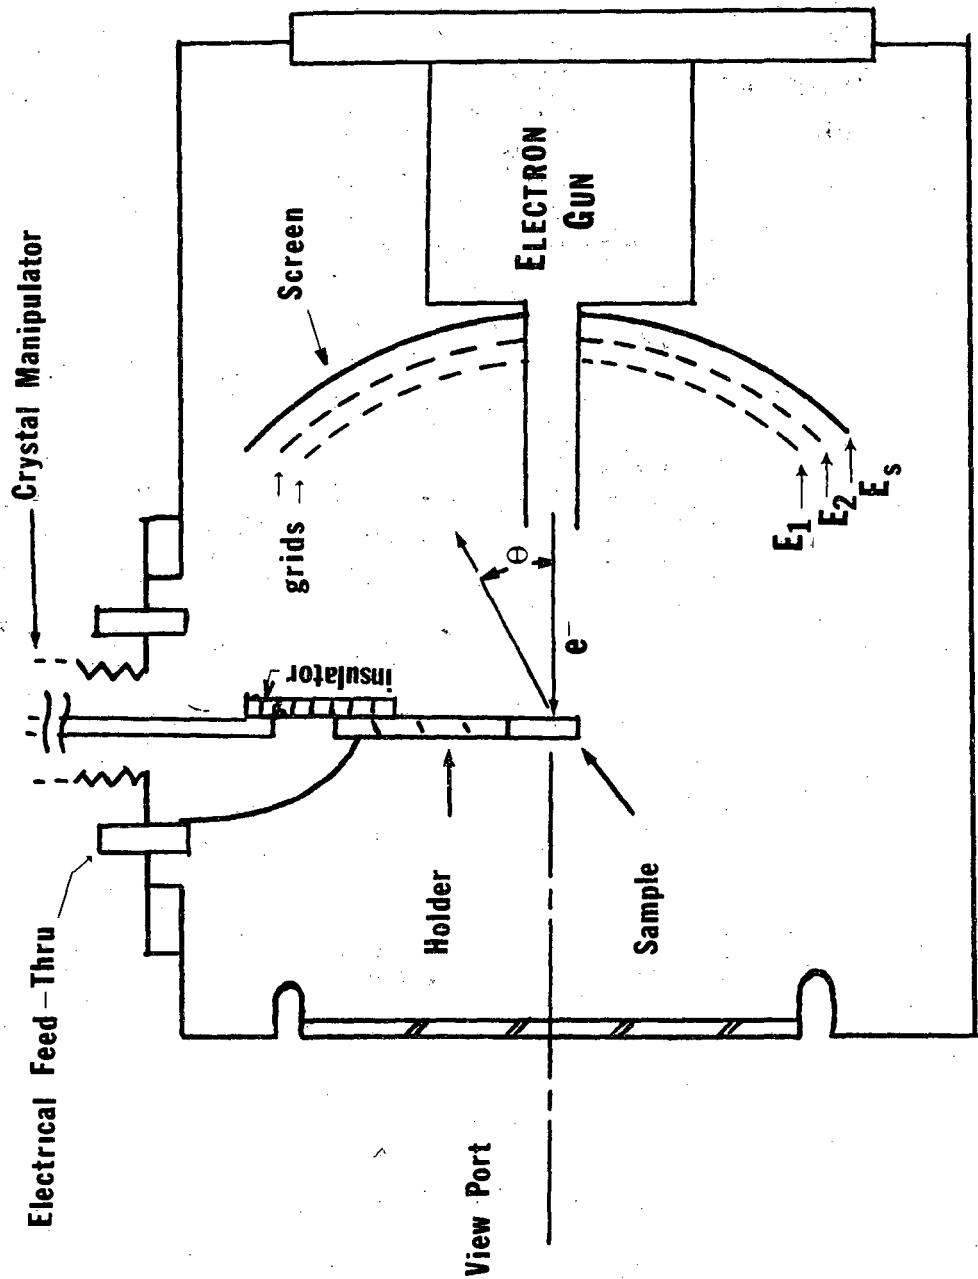 Crystal Manipulator
Electrical Feed-Thru
Screen
grids
insulator
ELECTRON
GUN
Θ
e⁻
E₁
E₂
Eₛ
Holder
Sample
View Port